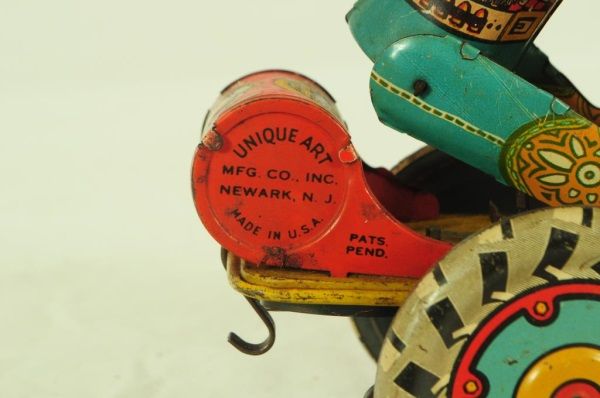 UNIQUE ART
MFG. CO., INC.
NEWARK, N. J.
MADE IN U.S.A.
PATS.
PEND.